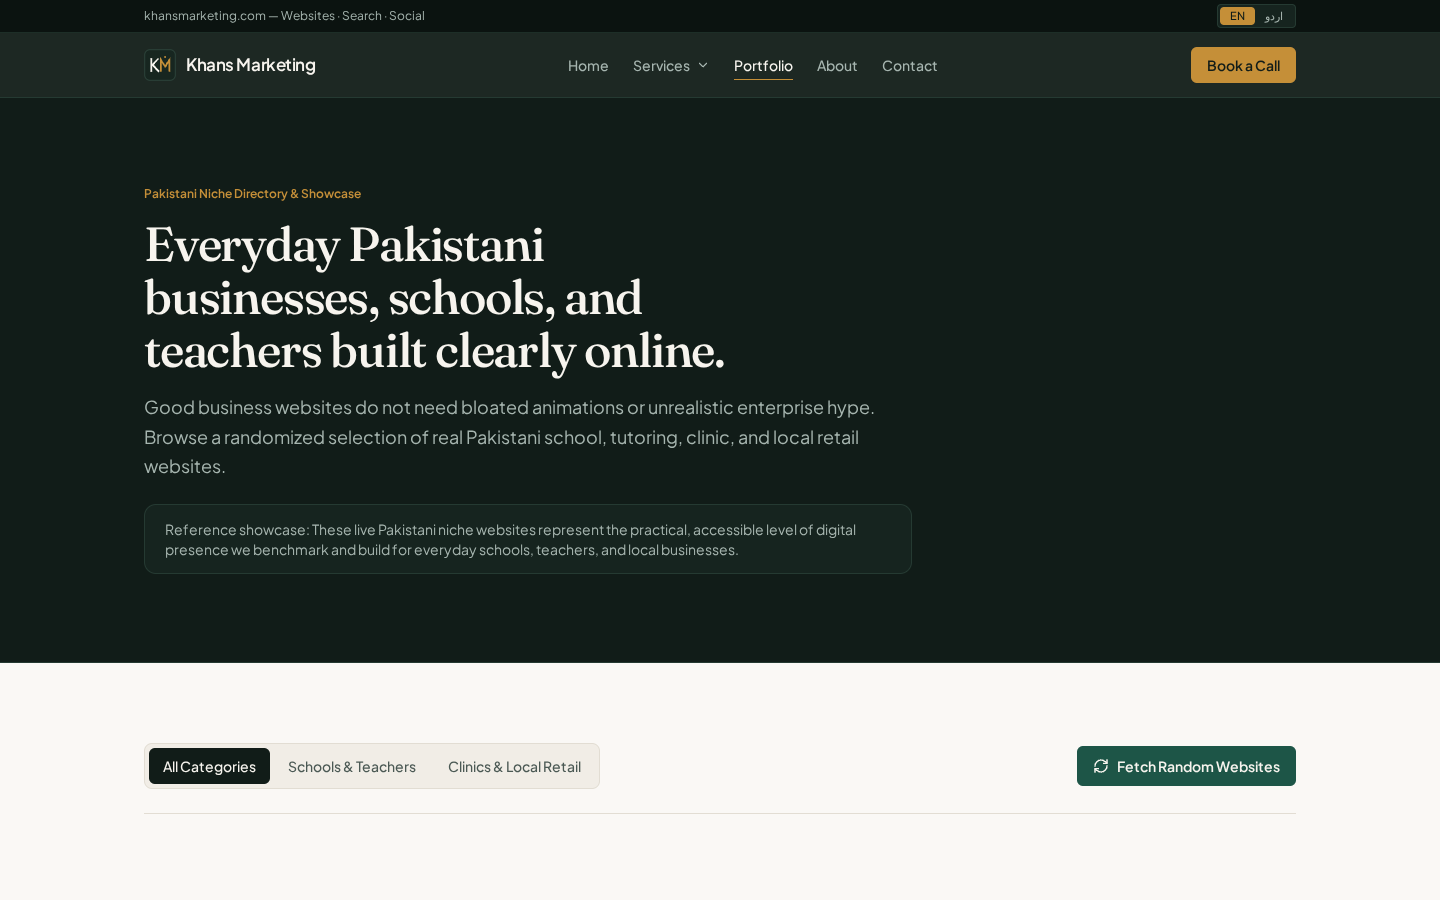 khansmarketing.com — Websites · Search · Social
EN اردو
KM Khans Marketing
Home Services Portfolio About Contact
Book a Call
Pakistani Niche Directory & Showcase
Everyday Pakistani
businesses, schools, and
teachers built clearly online.
Good business websites do not need bloated animations or unrealistic enterprise hype.
Browse a randomized selection of real Pakistani school, tutoring, clinic, and local retail
websites.
Reference showcase: These live Pakistani niche websites represent the practical, accessible level of digital
presence we benchmark and build for everyday schools, teachers, and local businesses.
All Categories Schools & Teachers Clinics & Local Retail
Fetch Random Websites